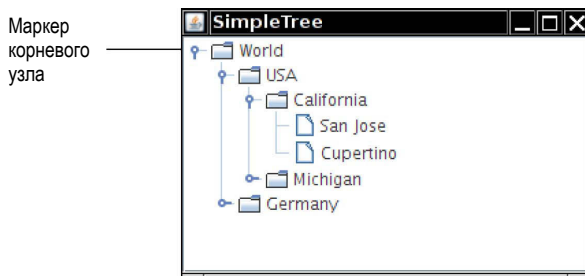 Маркер
корневого
узла
SimpleTree
World
USA
California
San Jose
Cupertino
Michigan
Germany